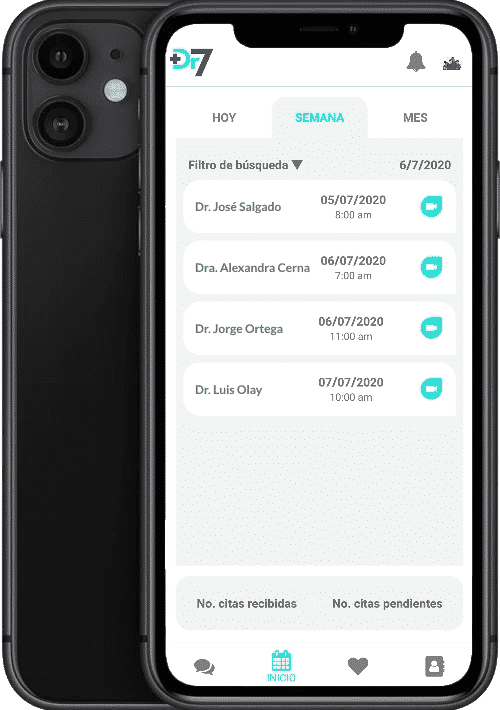 Dr7
HOY SEMANA MES
Filtro de búsqueda ▼ 6/7/2020
Dr. José Salgado 05/07/2020
8:00 am
Dra. Alexandra Cerna 06/07/2020
7:00 am
Dr. Jorge Ortega 06/07/2020
11:00 am
Dr. Luis Olay 07/07/2020
10:00 am
No. citas recibidas No. citas pendientes
INICIO